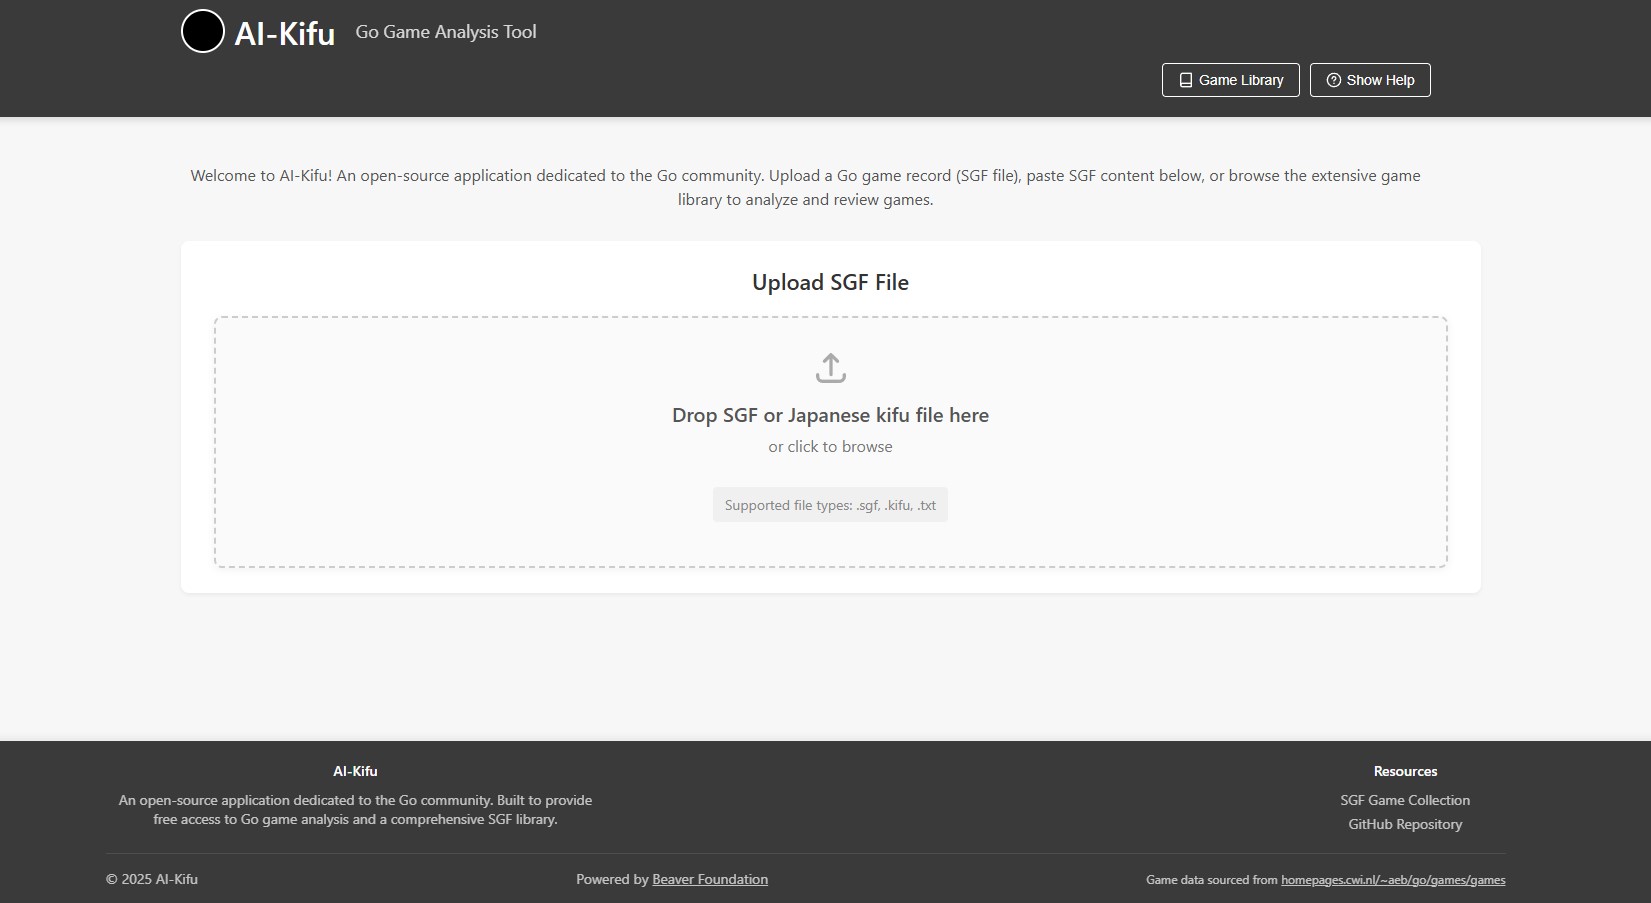 AI-Kifu
Go Game Analysis Tool
Game Library
Show Help
Welcome to AI-Kifu! An open-source application dedicated to the Go community. Upload a Go game record (SGF file), paste SGF content below, or browse the extensive game
library to analyze and review games.
Upload SGF File
Drop SGF or Japanese kifu file here
or click to browse
Supported file types: .sgf, .kifu, .txt
AI-Kifu
An open-source application dedicated to the Go community. Built to provide
free access to Go game analysis and a comprehensive SGF library.
Resources
SGF Game Collection
GitHub Repository
© 2025 AI-Kifu
Powered by Beaver Foundation
Game data sourced from homepages.cwi.nl/~aeb/go/games/games